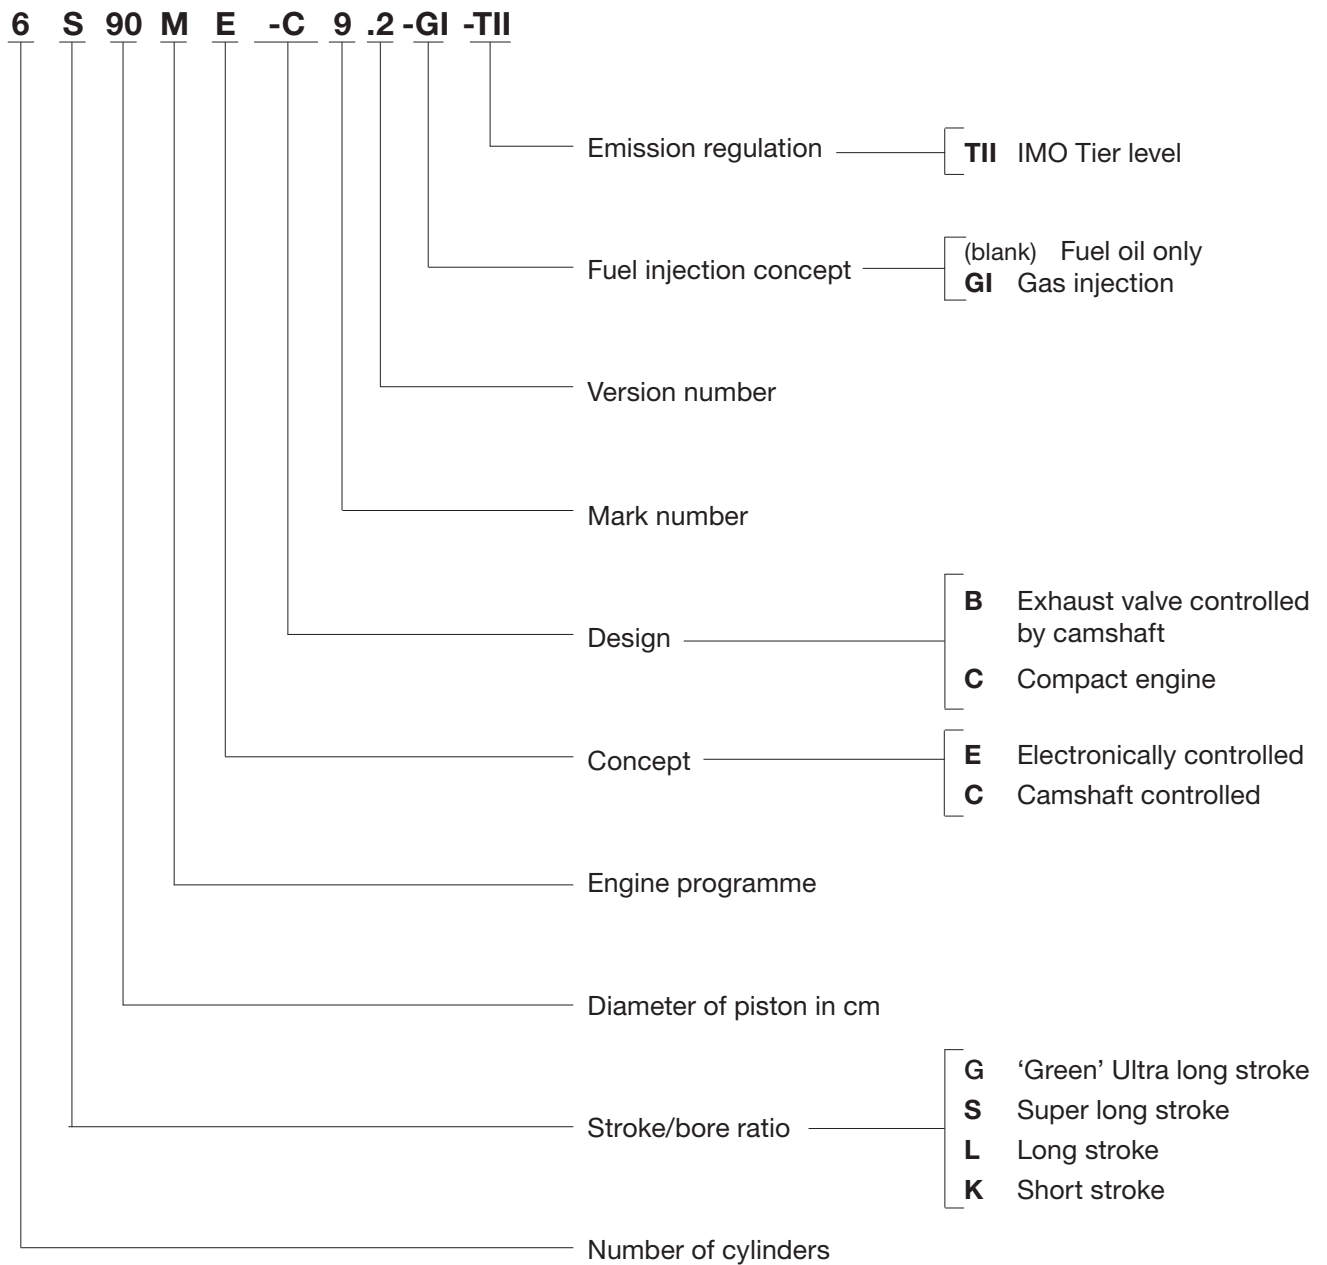 6 S 90 M E -C 9 .2 -GI -TII
Emission regulation
TII IMO Tier level
Fuel injection concept
(blank) Fuel oil only
GI Gas injection
Version number
Mark number
Design
B Exhaust valve controlled
by camshaft
C Compact engine
Concept
E Electronically controlled
C Camshaft controlled
Engine programme
Diameter of piston in cm
Stroke/bore ratio
G ‘Green’ Ultra long stroke
S Super long stroke
L Long stroke
K Short stroke
Number of cylinders